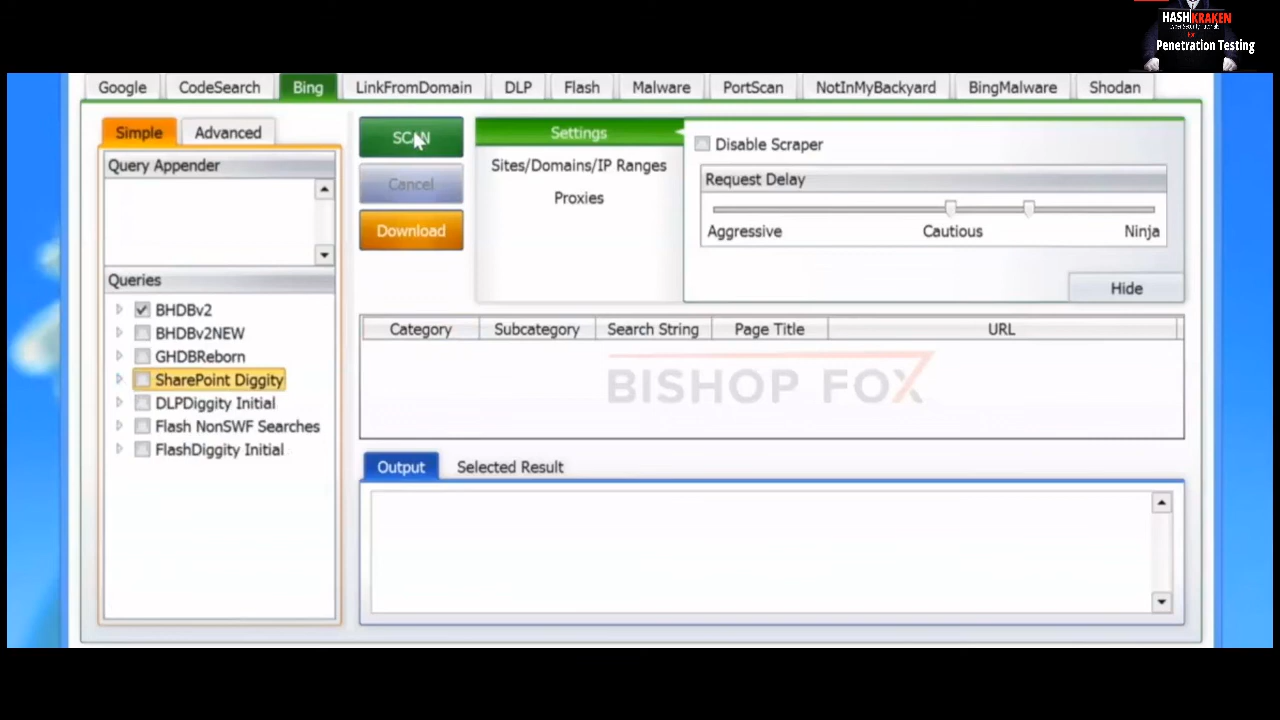 HASHKRAKEN
For
Penetration Testing
Google
CodeSearch
Bing
LinkFromDomain
DLP
Flash
Malware
PortScan
NotInMyBackyard
BingMalware
Shodan
Simple
Advanced
Query Appender
Queries
BHDBv2
BHDBv2NEW
GHDBReborn
SharePoint Diggity
DLPDiggity Initial
Flash NonSWF Searches
FlashDiggity Initial
SCAN
Cancel
Download
Settings
Sites/Domains/IP Ranges
Proxies
Disable Scraper
Request Delay
Aggressive
Cautious
Ninja
Hide
Category
Subcategory
Search String
Page Title
URL
BISHOP FOX
Output
Selected Result